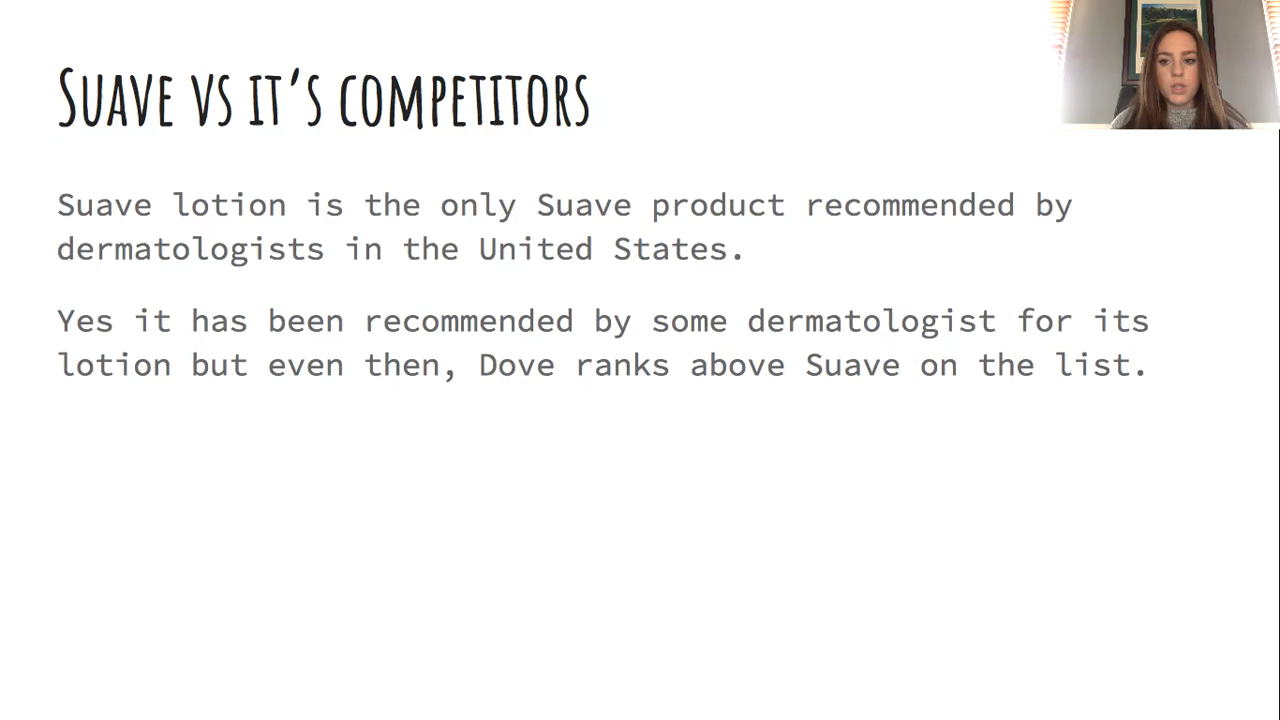 Suave vs it’s competitors
Suave lotion is the only Suave product recommended by
dermatologists in the United States.
Yes it has been recommended by some dermatologist for its
lotion but even then, Dove ranks above Suave on the list.